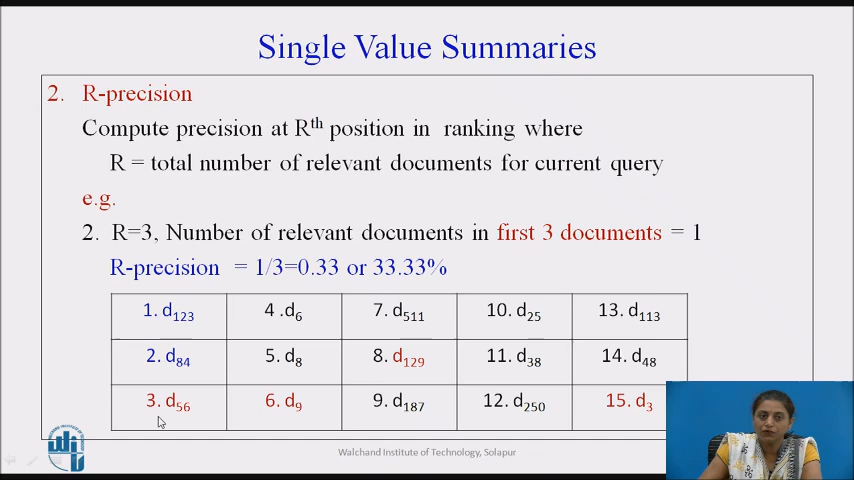 Single Value Summaries
2. R-precision
Compute precision at Rth position in ranking where
R = total number of relevant documents for current query
e.g.
2. R=3, Number of relevant documents in first 3 documents = 1
R-precision = 1/3=0.33 or 33.33%
1. d123 4 .d6 7. d511 10. d25 13. d113
2. d84 5. d8 8. d129 11. d38 14. d48
3. d56 6. d9 9. d187 12. d250 15. d3
Walchand Institute of Technology, Solapur